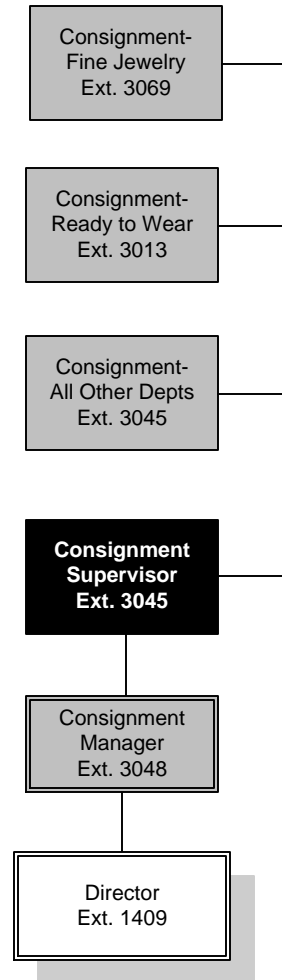 Consignment-
Fine Jewelry
Ext. 3069
Consignment-
Ready to Wear
Ext. 3013
Consignment-
All Other Depts
Ext. 3045
Consignment
Supervisor
Ext. 3045
Consignment
Manager
Ext. 3048
Director
Ext. 1409